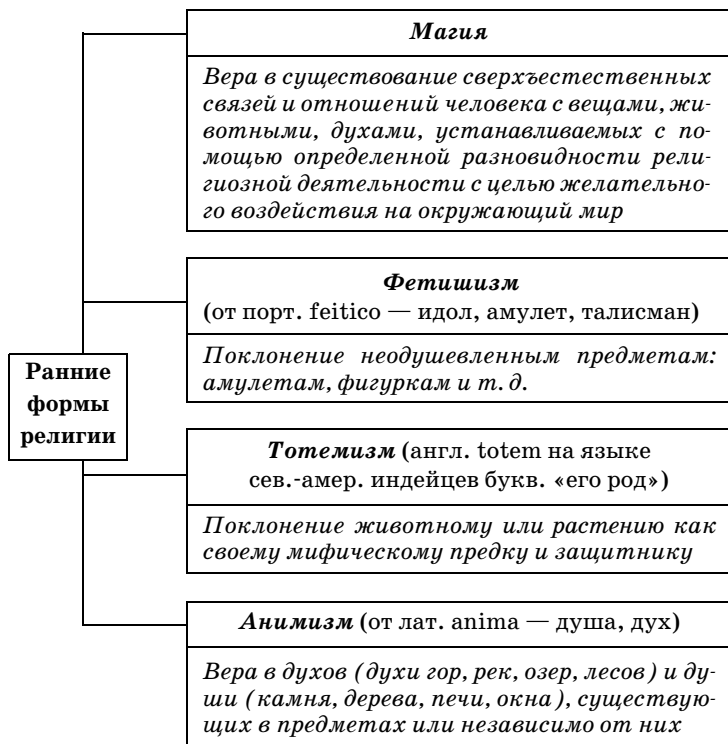 Магия
Вера в существование сверхъестественных
связей и отношений человека с вещами, жи-
вотными, духами, устанавливаемых с по-
мощью определенной разновидности рели-
гиозной деятельности с целью желательно-
го воздействия на окружающий мир
Фетишизм
(от порт. feitico — идол, амулет, талисман)
Поклонение неодушевленным предметам:
амулетам, фигуркам и т. д.
Ранние
формы
религии
Тотемизм (англ. totem на языке
сев.-амер. индейцев букв. «его род»)
Поклонение животному или растению как
своему мифическому предку и защитнику
Анимизм (от лат. anima — душа, дух)
Вера в духов (духи гор, рек, озер, лесов) и ду-
ши (камня, дерева, печи, окна), существую-
щих в предметах или независимо от них